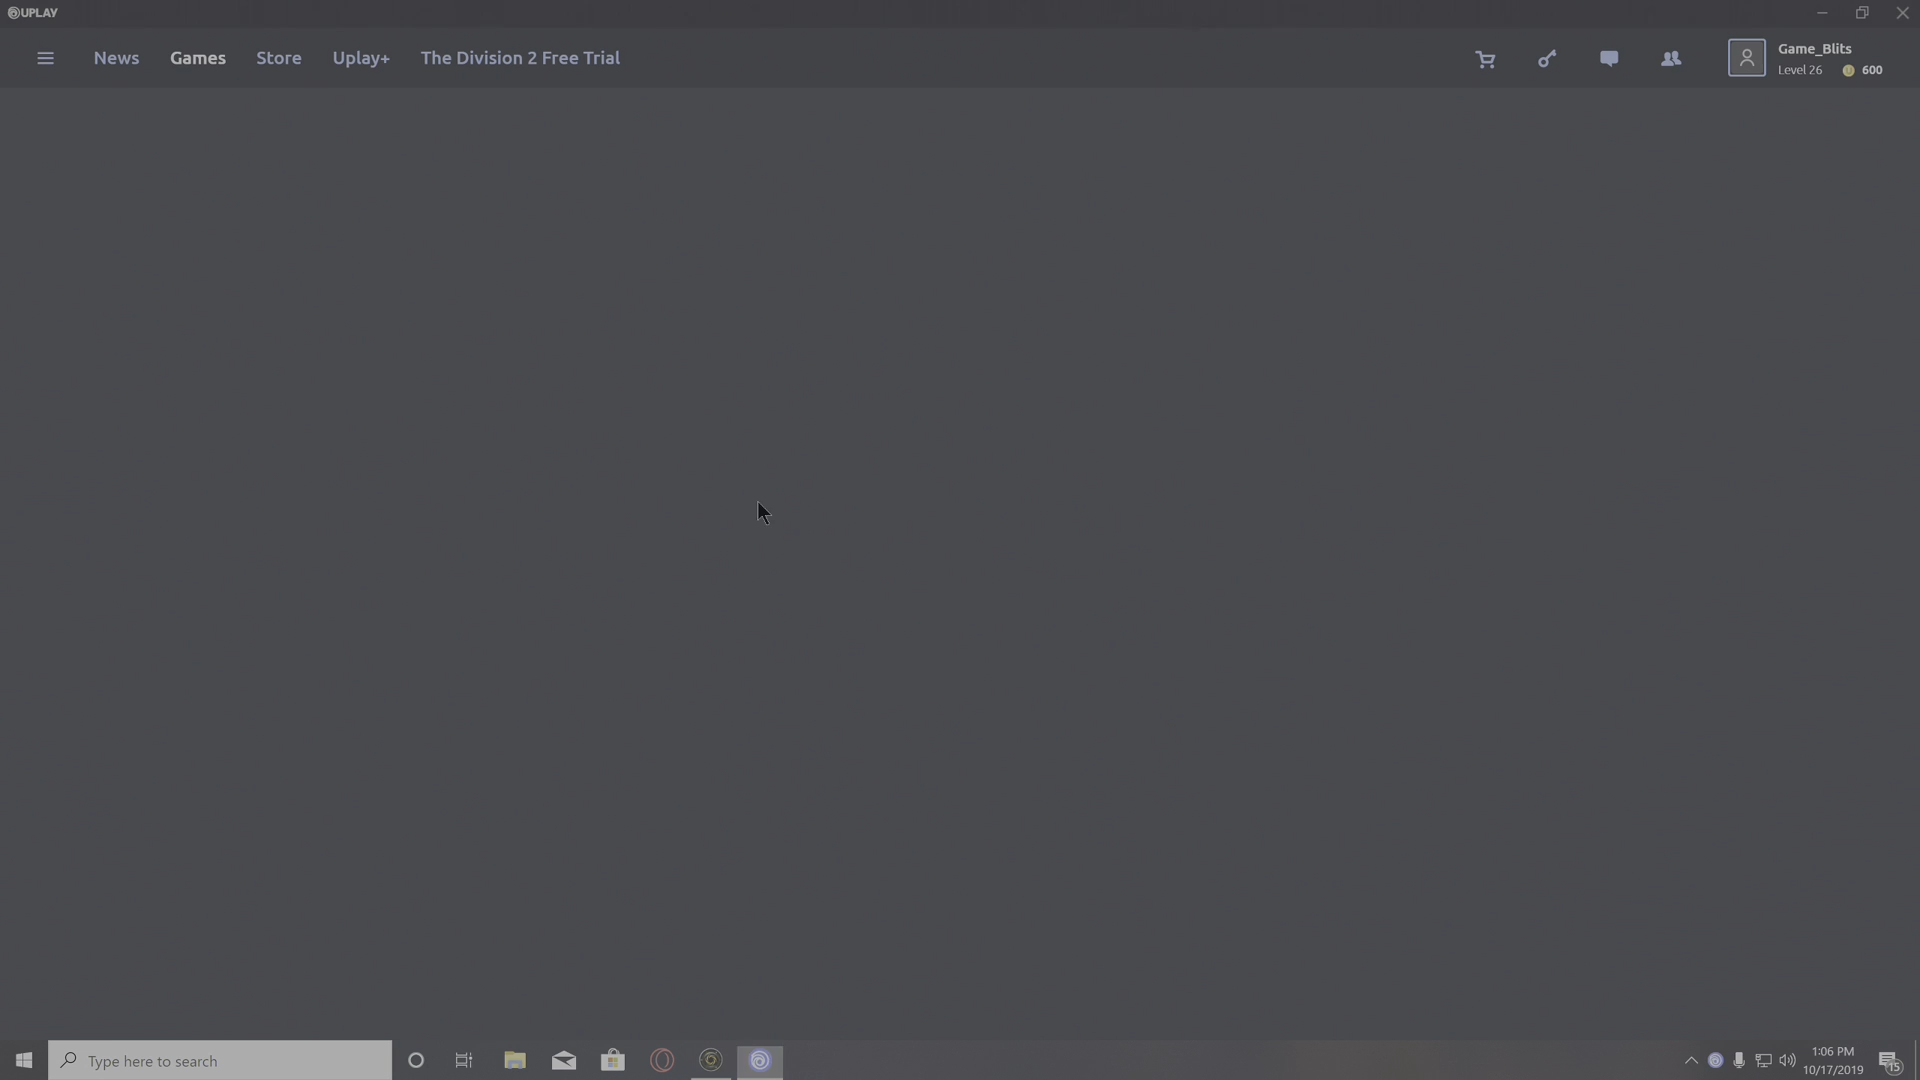 UPLAY
News Games Store Uplay+ The Division 2 Free Trial
Game_Blits
Level 26 600
Type here to search
1:06 PM
10/17/2019
15